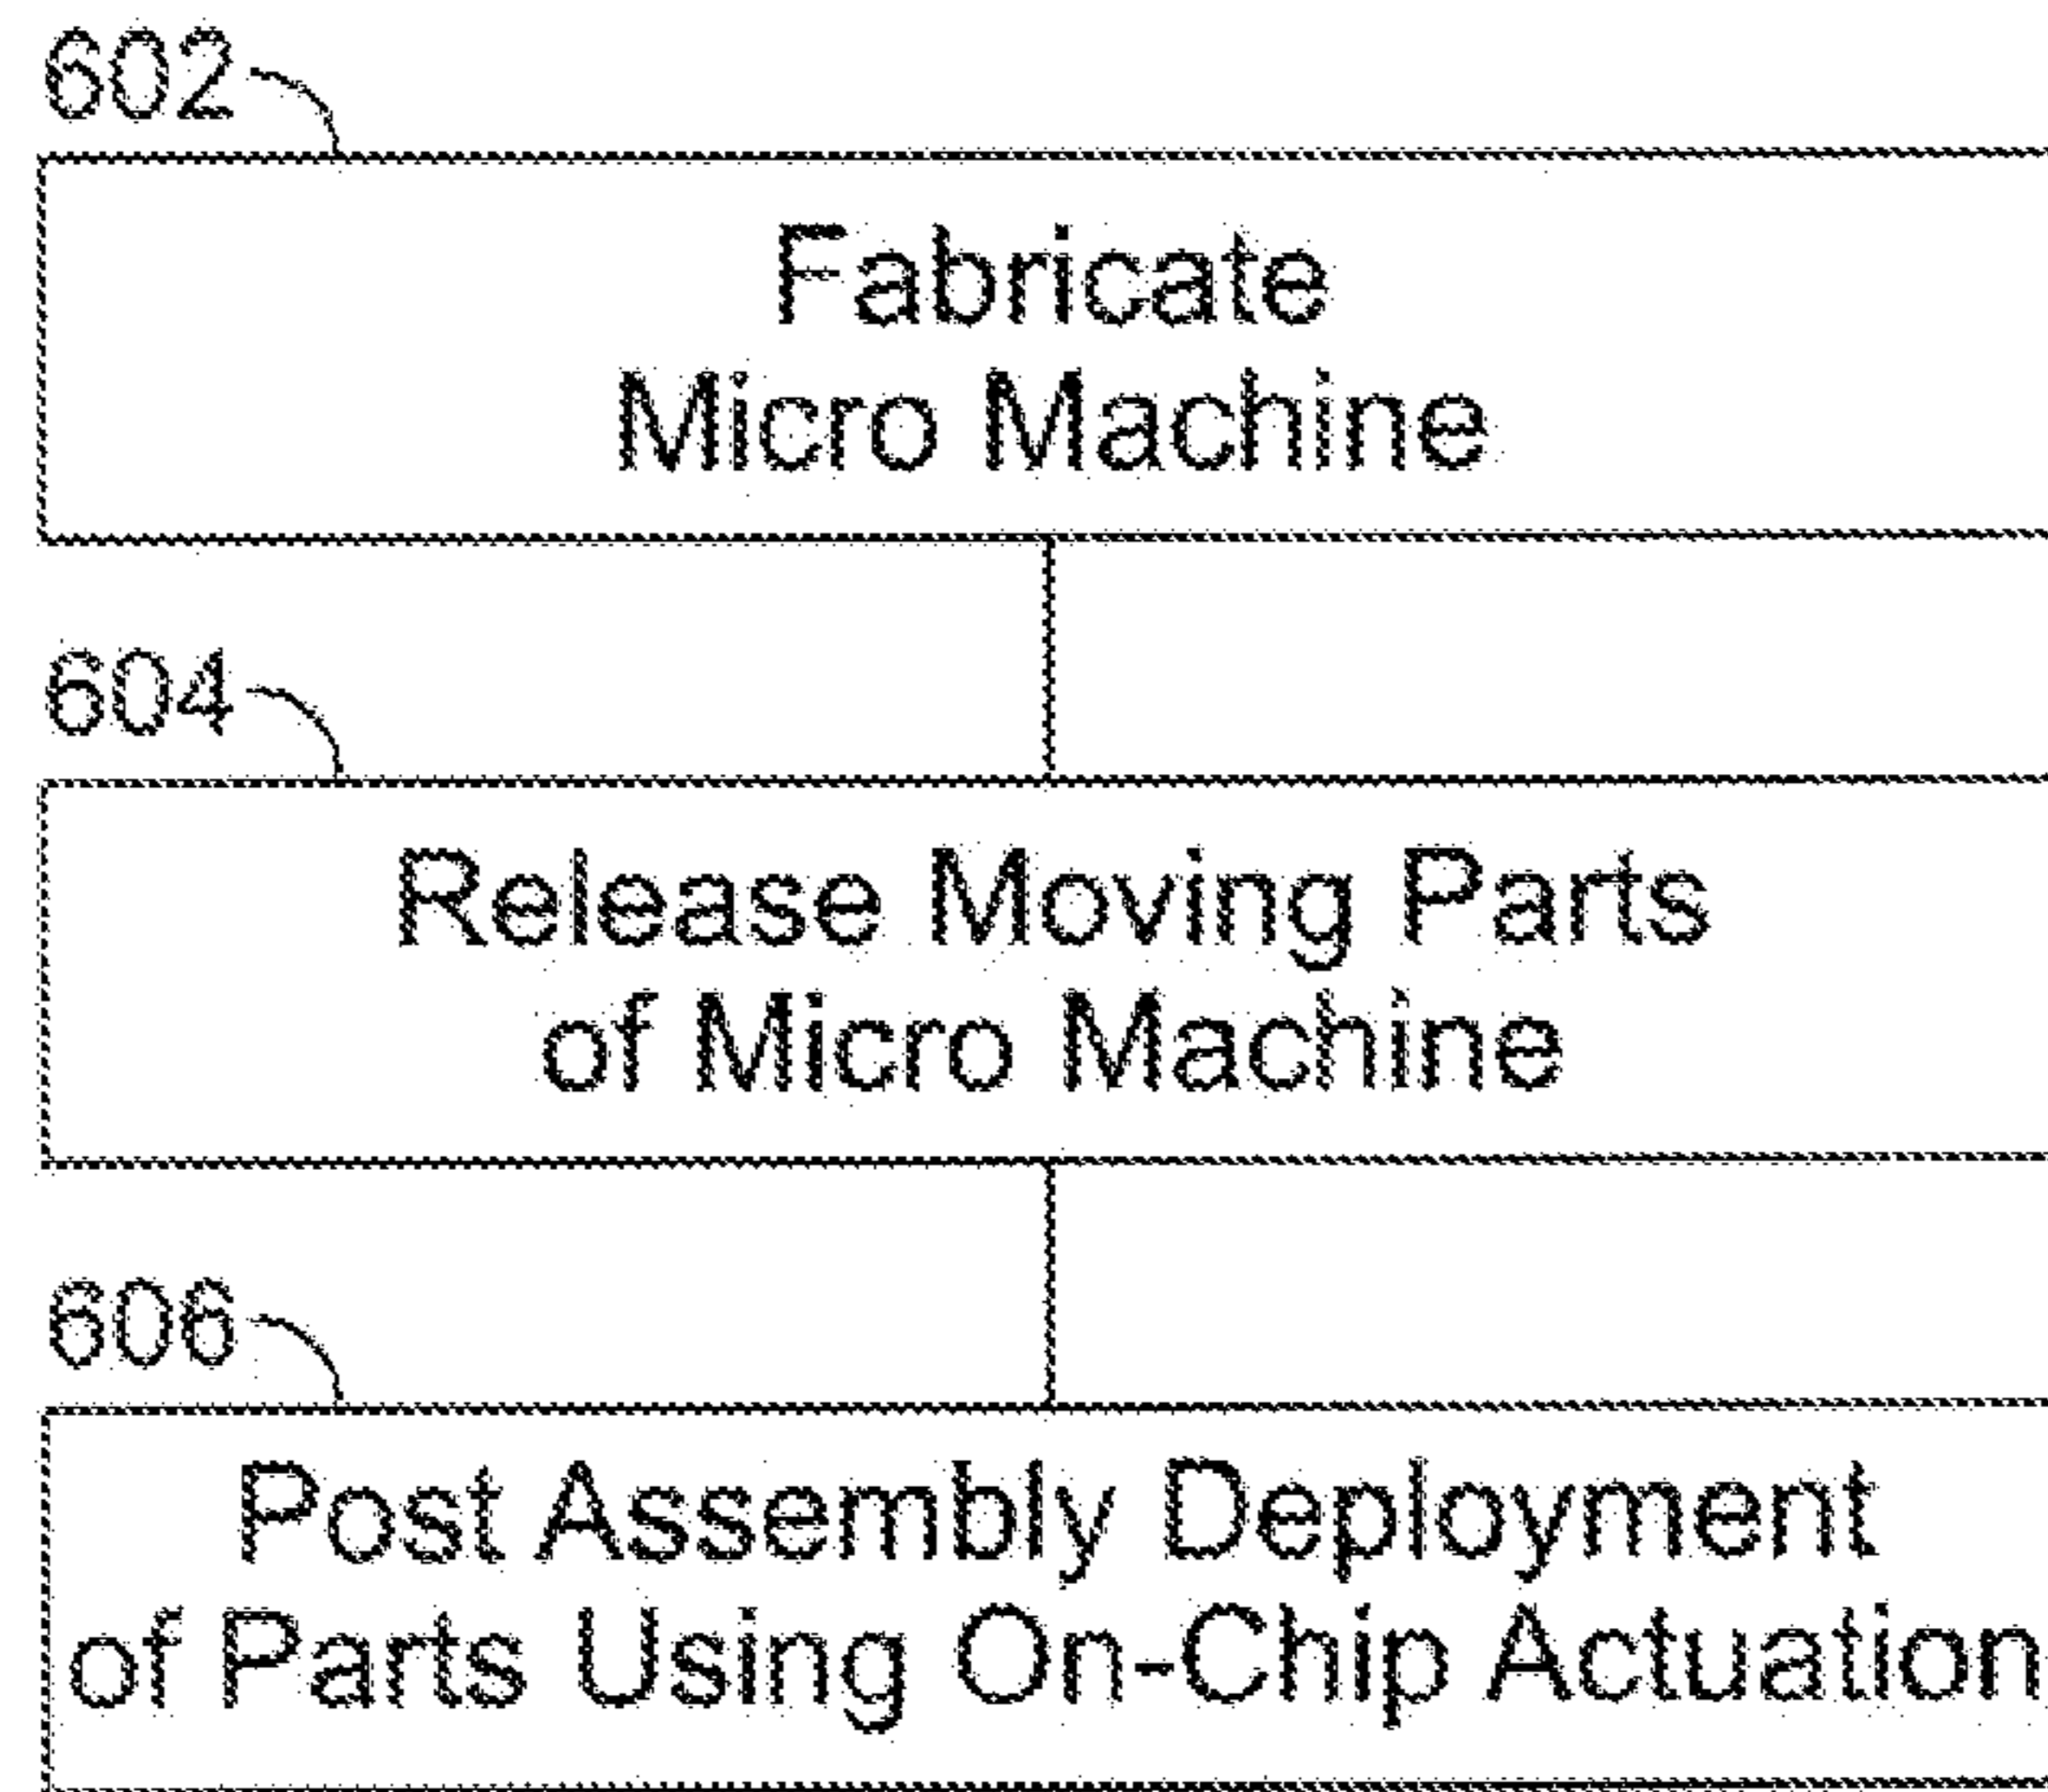 602
Fabricate
Micro Machine
604
Release Moving Parts
of Micro Machine
606
Post Assembly Deployment
of Parts Using On-Chip Actuation